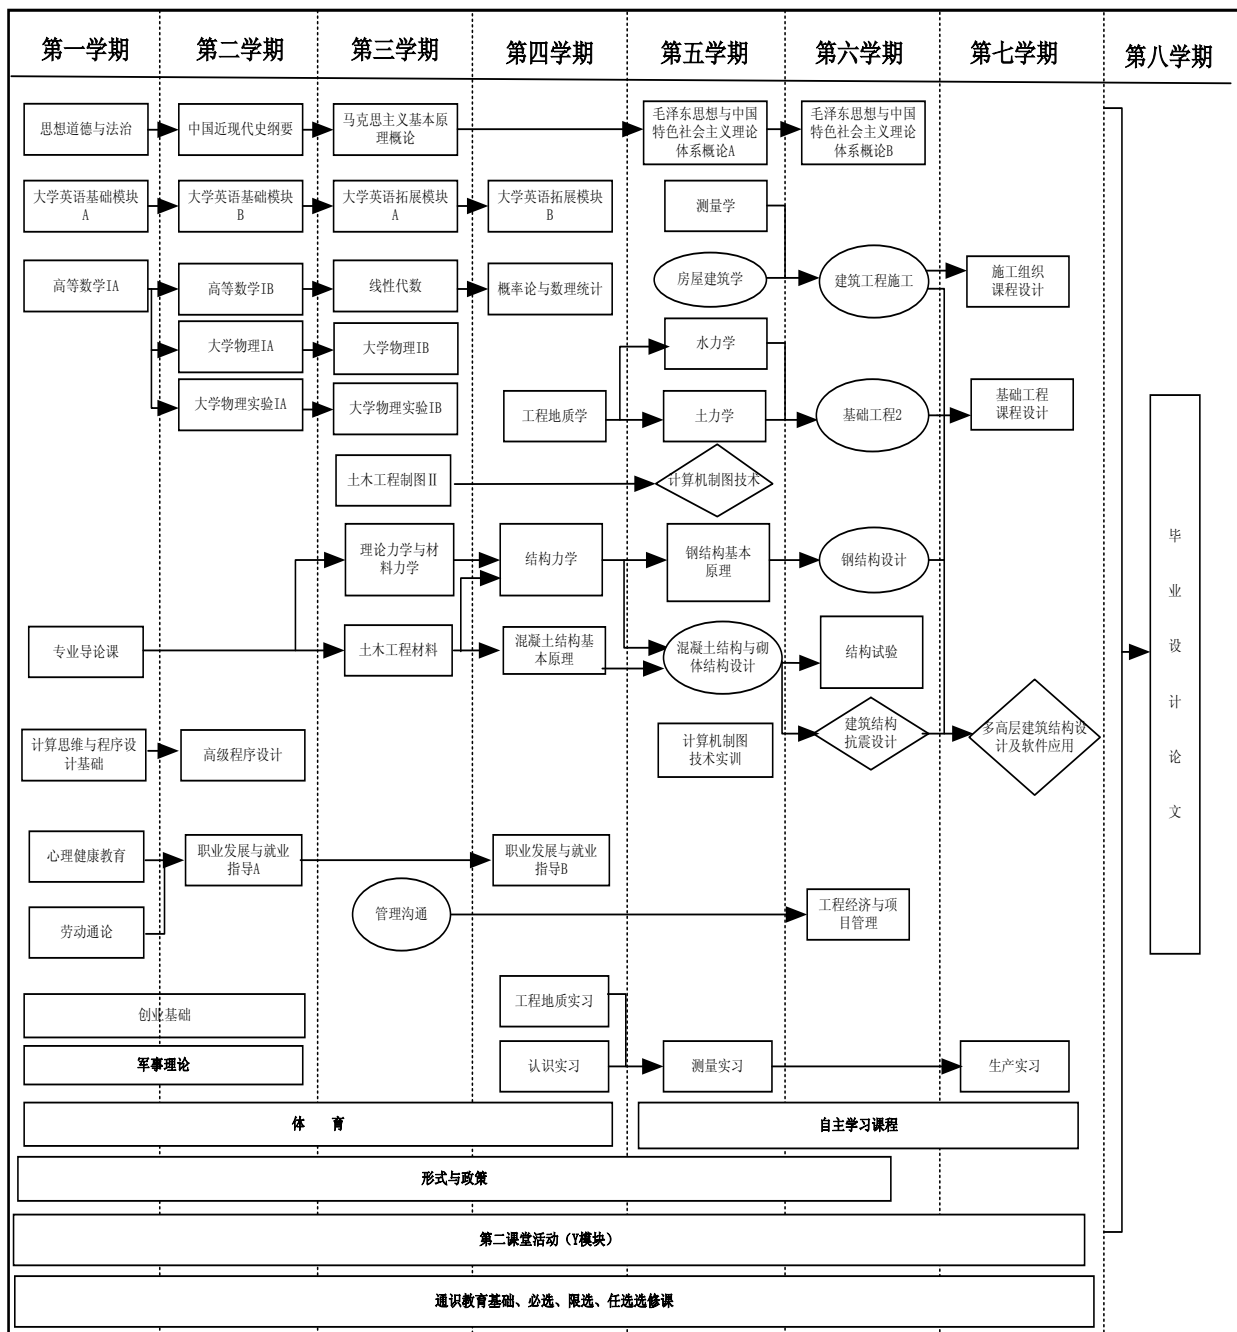 第一学期
第二学期
第三学期
第四学期
第五学期
第六学期
第七学期
第八学期
思想道德与法治
中国近现代史纲要
马克思主义基本原
理概论
毛泽东思想与中国
特色社会主义理论
体系概论A
毛泽东思想与中国
特色社会主义理论
体系概论B
大学英语基础模块
A
大学英语基础模块
B
大学英语拓展模块
A
大学英语拓展模块
B
测量学
高等数学IA
高等数学IB
线性代数
概率论与数理统计
房屋建筑学
建筑工程施工
施工组织
课程设计
大学物理IA
大学物理IB
水力学
大学物理实验IA
大学物理实验IB
工程地质学
土力学
基础工程2
基础工程
课程设计
土木工程制图Ⅱ
计算机制图技术
理论力学与材
料力学
结构力学
钢结构基本
原理
钢结构设计
专业导论课
土木工程材料
混凝土结构基
本原理
混凝土结构与砌
体结构设计
结构试验
计算思维与程序设
计基础
高级程序设计
计算机制图
技术实训
建筑结构
抗震设计
多高层建筑结构设
计及软件应用
毕
业
设
计
论
文
心理健康教育
职业发展与就业
指导A
职业发展与就业
指导B
劳动通论
管理沟通
工程经济与项
目管理
创业基础
工程地质实习
军事理论
认识实习
测量实习
生产实习
体 育
自主学习课程
形式与政策
第二课堂活动（Y模块）
通识教育基础、必选、限选、任选选修课